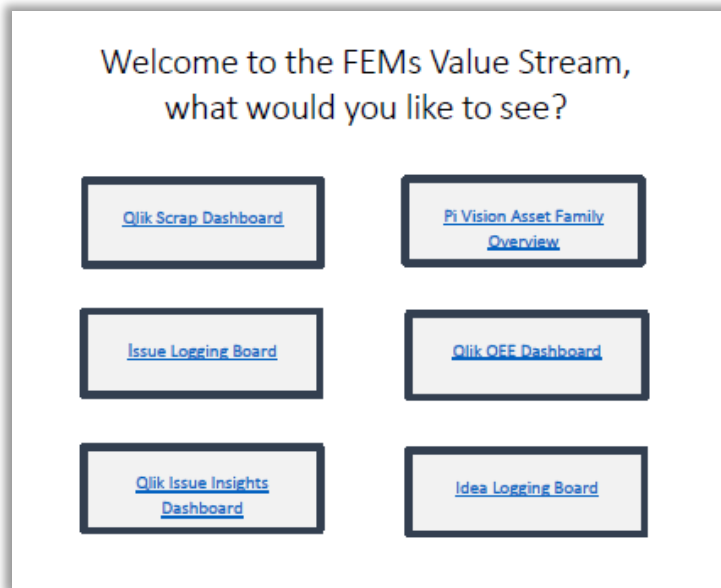 Welcome to the FEMs Value Stream,
what would you like to see?
Qlik Scrap Dashboard
Pi Vision Asset Family
Overview
Issue Logging Board
Qlik OEE Dashboard
Qlik Issue Insights
Dashboard
Idea Logging Board